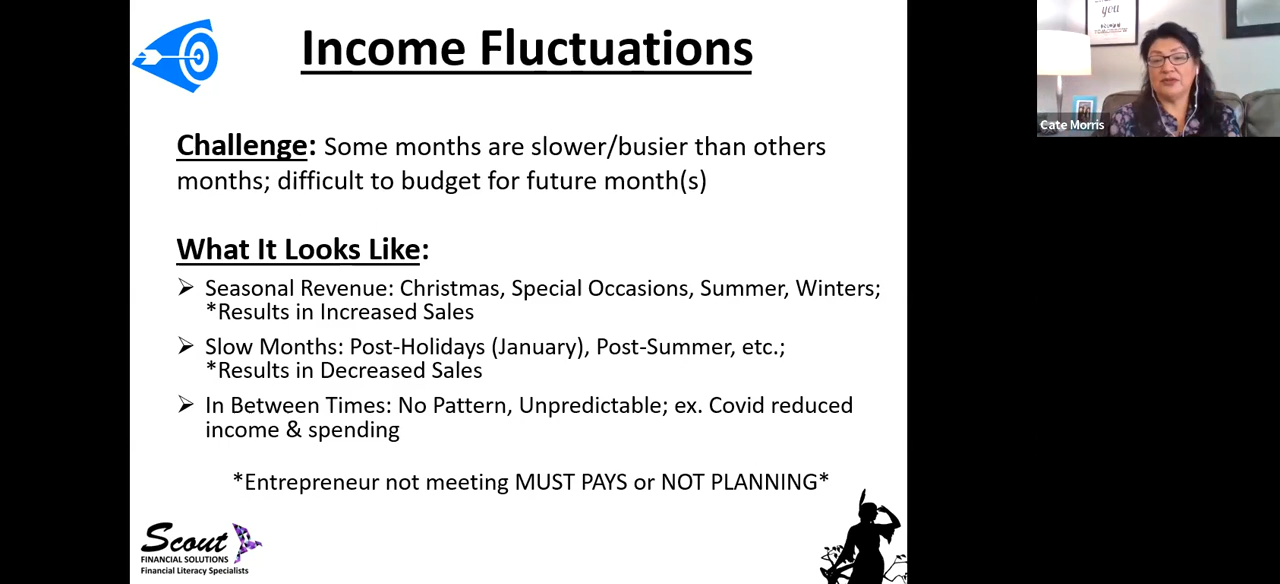 Income Fluctuations
Challenge: Some months are slower/busier than others
months; difficult to budget for future month(s)
What It Looks Like:
Seasonal Revenue: Christmas, Special Occasions, Summer, Winters;
*Results in Increased Sales
Slow Months: Post-Holidays (January), Post-Summer, etc.;
*Results in Decreased Sales
In Between Times: No Pattern, Unpredictable; ex. Covid reduced
income & spending
*Entrepreneur not meeting MUST PAYS or NOT PLANNING*
Scout
FINANCIAL SOLUTIONS
Financial Literacy Specialists
you
Cate Morris